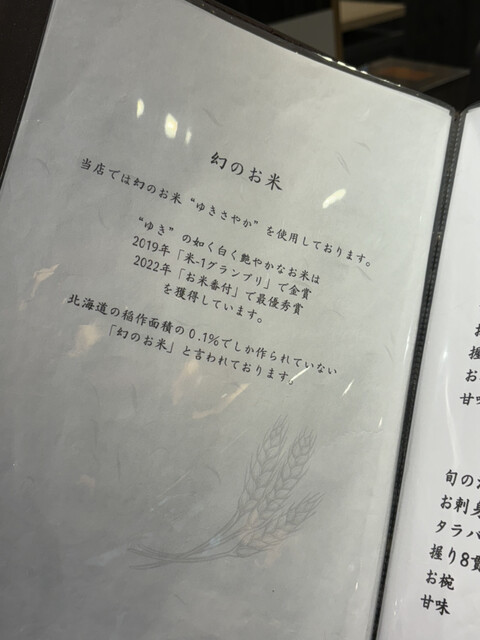 幻のお米
当店では幻のお米 “ゆきさやか” を使用しております。
“ゆき” の如く白く艶やかなお米は
2019年「米-1グランプリ」で金賞
2022年「お米番付」で最優秀賞
を獲得しています。
北海道の稲作面積の0.1%でしか作られていない
「幻のお米」と言われております。
握
お
甘味
旬の
お刺身
タラバ
握り8貫
お椀
甘味